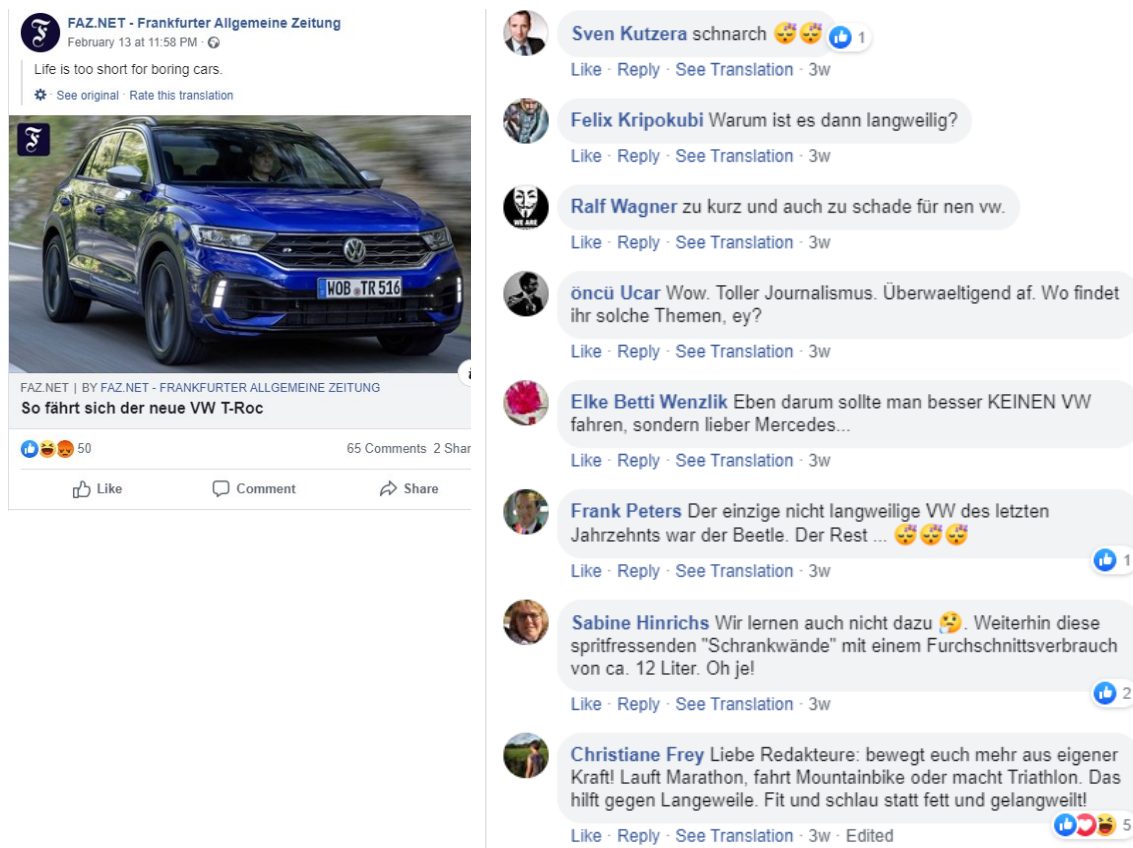 FAZ.NET - Frankfurter Allgemeine Zeitung
February 13 at 11:58 PM ·
Life is too short for boring cars.
· See original · Rate this translation
F
WOB TR 516
FAZ.NET | BY FAZ.NET - FRANKFURTER ALLGEMEINE ZEITUNG
So fährt sich der neue VW T-Roc
50 65 Comments 2 Shar
Like Comment Share
Sven Kutzera schnarch 😴😴 1
Like · Reply · See Translation · 3w
Felix Kripokubi Warum ist es dann langweilig?
Like · Reply · See Translation · 3w
WE ARE
Ralf Wagner zu kurz und auch zu schade für nen vw.
Like · Reply · See Translation · 3w
öncü Ucar Wow. Toller Journalismus. Überwaeltigend af. Wo findet
ihr solche Themen, ey?
Like · Reply · See Translation · 3w
Elke Betti Wenzlik Eben darum sollte man besser KEINEN VW
fahren, sondern lieber Mercedes...
Like · Reply · See Translation · 3w
Frank Peters Der einzige nicht langweilige VW des letzten
Jahrzehnts war der Beetle. Der Rest ... 😴😴😴
1
Like · Reply · See Translation · 3w
Sabine Hinrichs Wir lernen auch nicht dazu 🤔. Weiterhin diese
spritfressenden "Schrankwände" mit einem Furchschnittsverbrauch
von ca. 12 Liter. Oh je!
2
Like · Reply · See Translation · 3w
Christiane Frey Liebe Redakteure: bewegt euch mehr aus eigener
Kraft! Lauft Marathon, fahrt Mountainbike oder macht Triathlon. Das
hilft gegen Langeweile. Fit und schlau statt fett und gelangweilt!
5
Like · Reply · See Translation · 3w · Edited